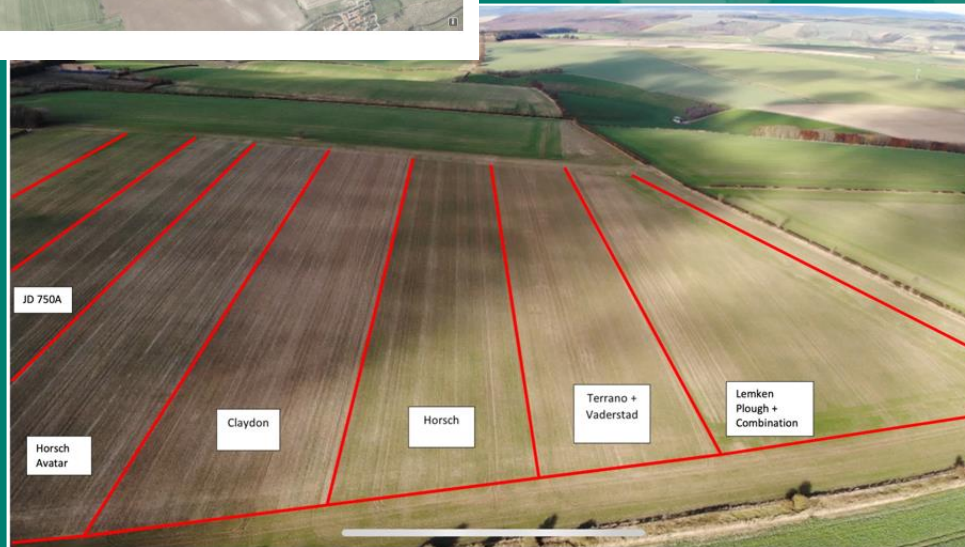 JD 750A
Horsch
Avatar
Claydon
Horsch
Terrano +
Vaderstad
Lemken
Plough +
Combination